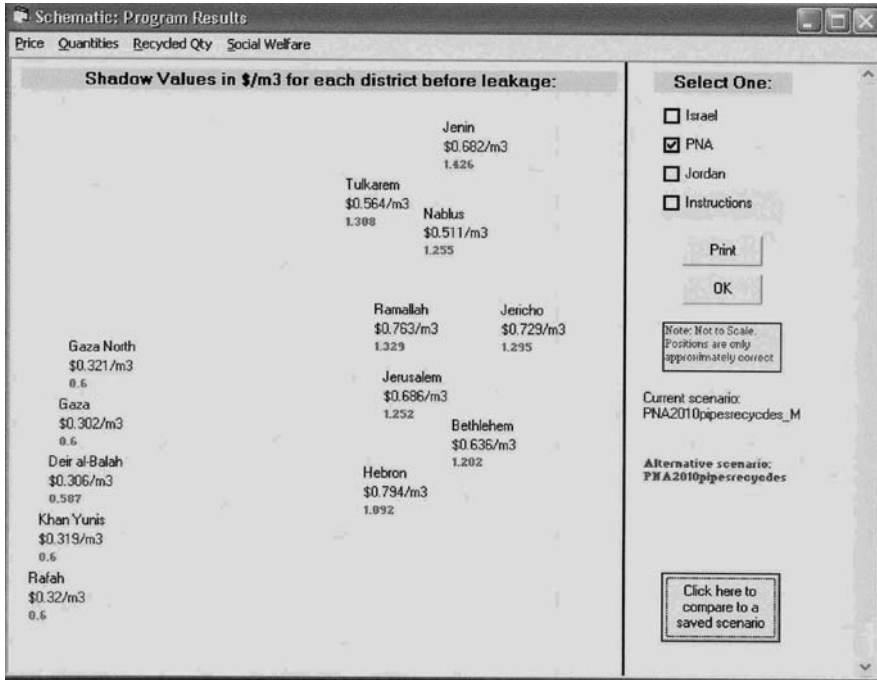 Schematic: Program Results
Price Quantities Recycled Qty Social Welfare
Shadow Values in $/m3 for each district before leakage:
Jenin
$0.682/m3
1.426
Tulkarem
$0.564/m3
1.308
Nablus
$0.511/m3
1.255
Ramallah
$0.763/m3
1.329
Jericho
$0.729/m3
1.295
Gaza North
$0.321/m3
0.6
Jerusalem
$0.686/m3
1.252
Gaza
$0.302/m3
0.6
Bethlehem
$0.636/m3
1.202
Deir al-Balah
$0.306/m3
0.587
Hebron
$0.794/m3
1.092
Khan Yunis
$0.319/m3
0.6
Rafah
$0.32/m3
0.6
Select One:
Israel
PNA
Jordan
Instructions
Print
OK
Note: Not to Scale.
Positions are only
approximately correct
Current scenario:
PNA2010pipesrecycdes_M
Alternative scenario:
PNA2010pipesrecycdes
Click here to
compare to a
saved scenario